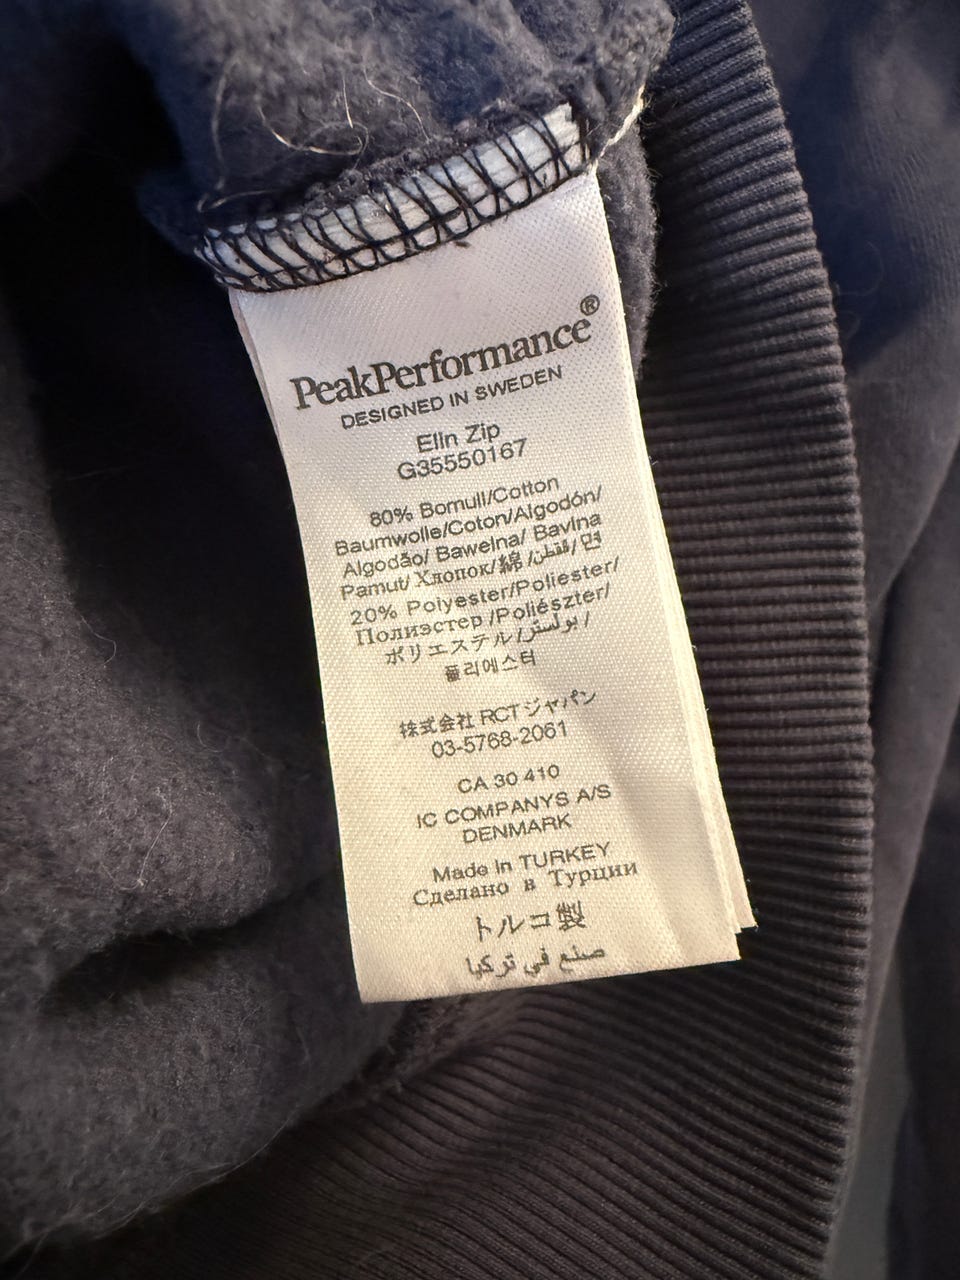 PeakPerformance®
DESIGNED IN SWEDEN
Elin Zip
G35550167
80% Bomull/Cotton
Baumwolle/Coton/Algodón/
Algodão/ Bawełna/ Bavlna
Pamut/ Хлопок/綿 /قطن/ 면
20% Polyester/Poliester/
Полиэстер /Poliészter/
ポリエステル/بولستر/
폴리에스터
株式会社 RCTジャパン
03-5768-2061
CA 30 410
IC COMPANYS A/S
DENMARK
Made in TURKEY
Сделано в Турции
トルコ製
صنع في تركيا